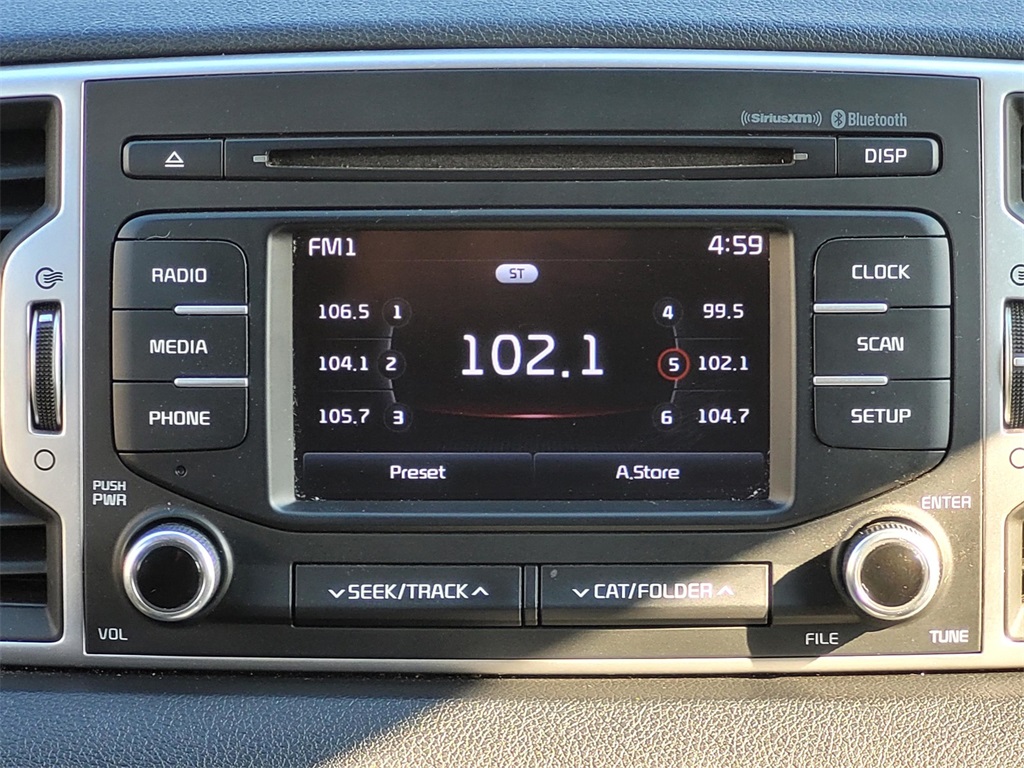 SiriusXM Bluetooth
DISP
FM1 4:59
ST
RADIO
MEDIA
PHONE
106.5 1
104.1 2
105.7 3
102.1
4 99.5
5 102.1
6 104.7
Preset A.Store
CLOCK
SCAN
SETUP
PUSH
PWR
VOL
SEEK/TRACK
CAT/FOLDER
ENTER
FILE
TUNE